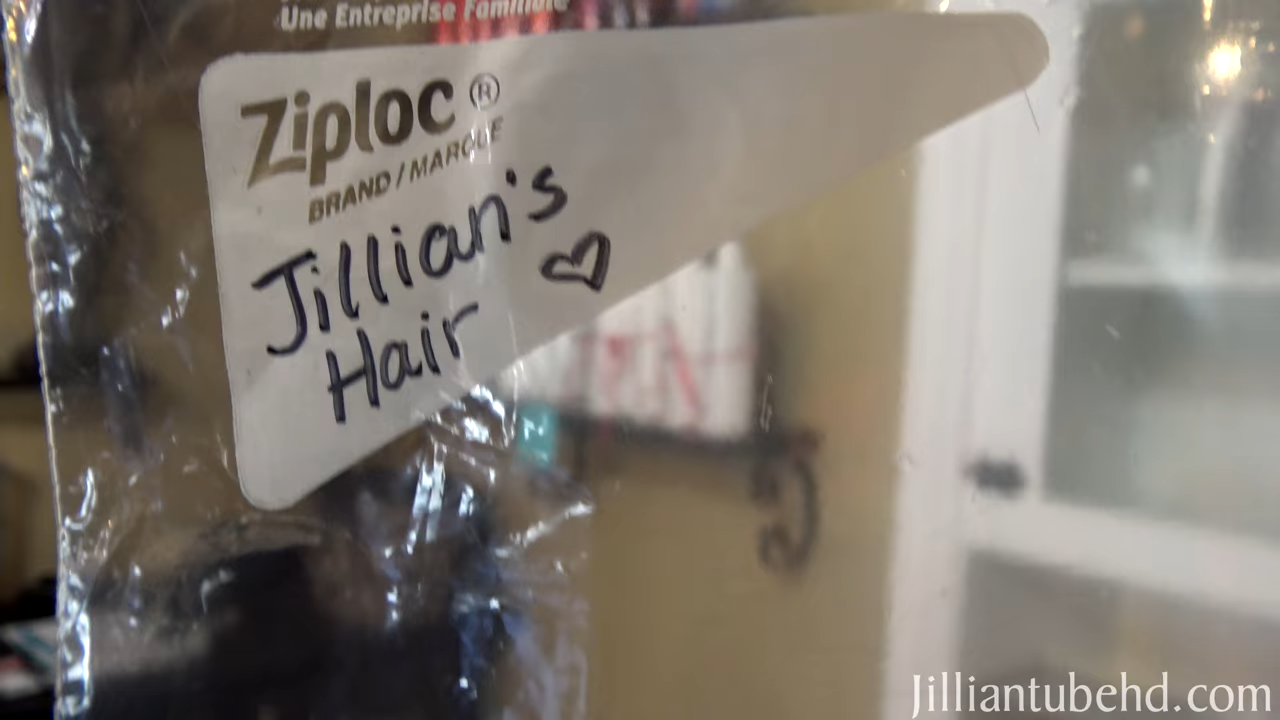 Une Entreprise Familiale
Ziploc®
BRAND / MARQUE
Jillian's
Hair
Jilliantubehd.com